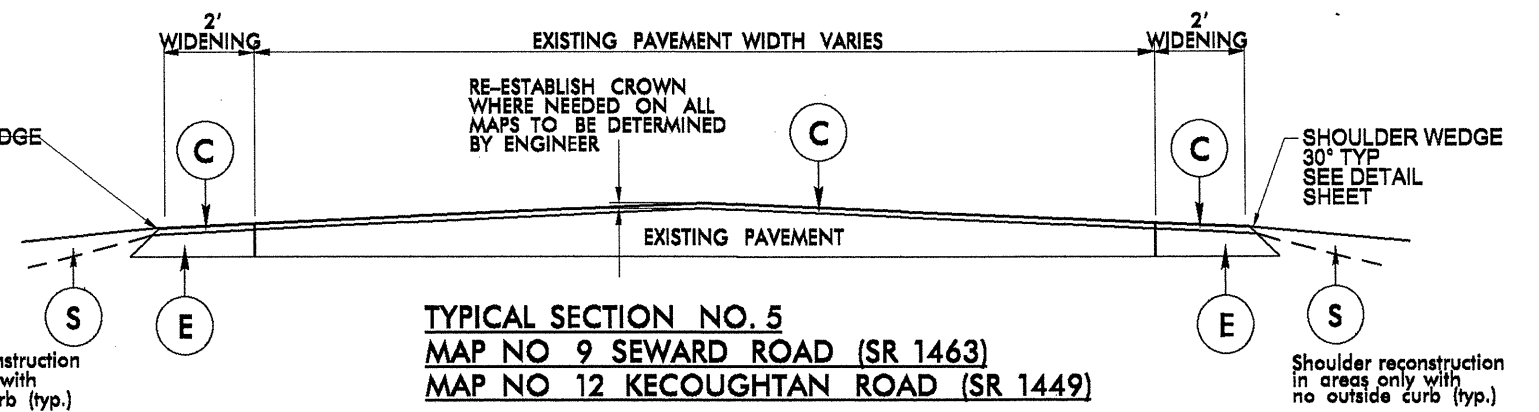 2'
WIDENING
EXISTING PAVEMENT WIDTH VARIES
2'
WIDENING
RE-ESTABLISH CROWN
WHERE NEEDED ON ALL
MAPS TO BE DETERMINED
BY ENGINEER
C
C
C
SHOULDER WEDGE
30° TYP
SEE DETAIL
SHEET
EXISTING PAVEMENT
S
E
E
S
TYPICAL SECTION NO. 5
MAP NO 9 SEWARD ROAD (SR 1463)
MAP NO 12 KECOUGHTAN ROAD (SR 1449)
with
(typ.)
Shoulder reconstruction
in areas only with
no outside curb (typ.)